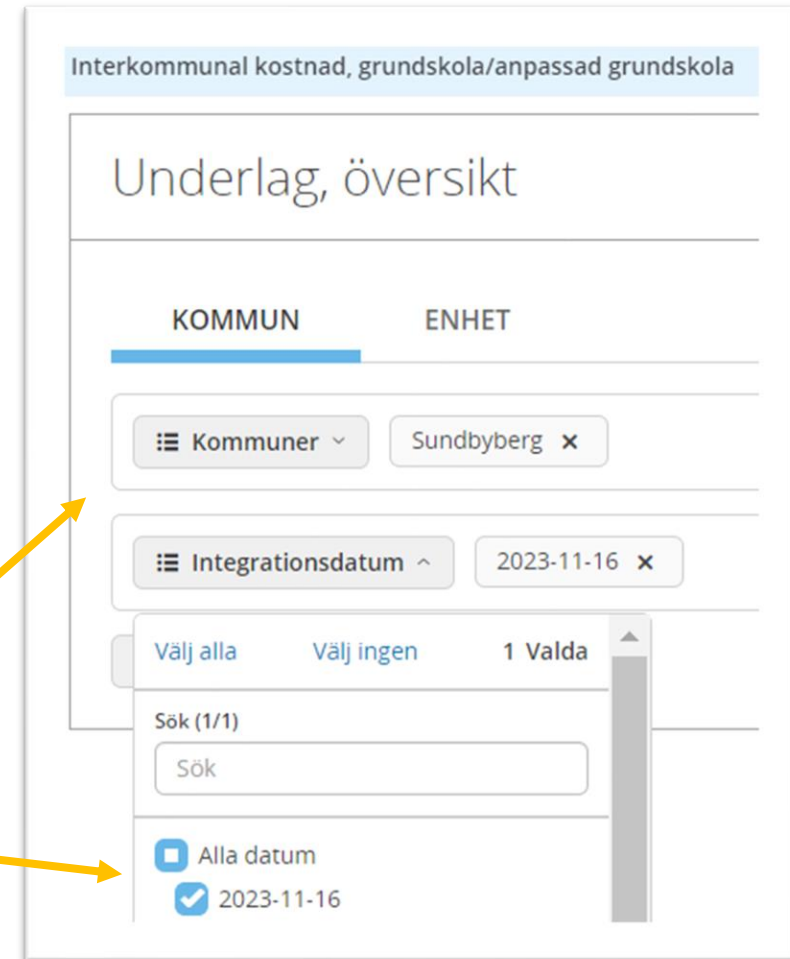 Interkommunal kostnad, grundskola/anpassad grundskola
Underlag, översikt
KOMMUN ENHET
Kommuner Sundbyberg ×
Integrationsdatum 2023-11-16 ×
Välj alla Välj ingen 1 Valda
Sök (1/1)
Sök
Alla datum
2023-11-16